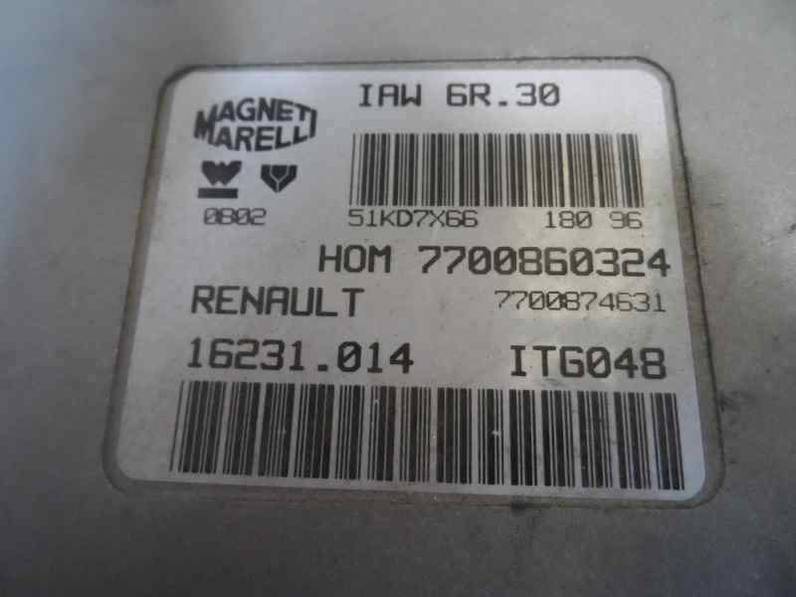 MAGNETI MARELLI
IAW 6R.30
0802
51KD7X66 180 96
HOM 7700860324
RENAULT 7700874631
16231.014 ITG048